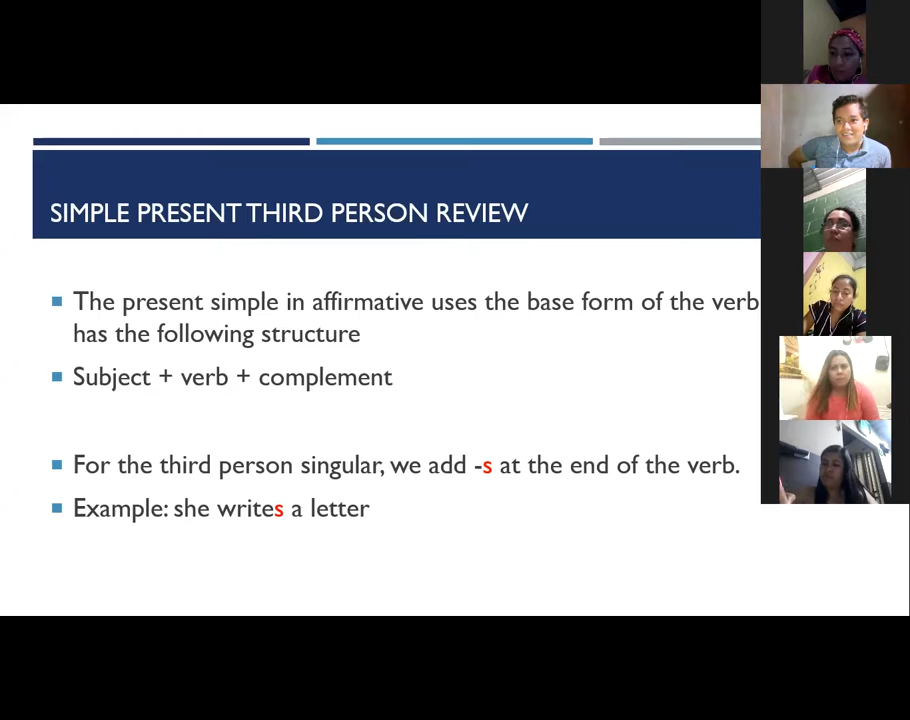 SIMPLE PRESENT THIRD PERSON REVIEW
The present simple in affirmative uses the base form of the verb
has the following structure
Subject + verb + complement
For the third person singular, we add -s at the end of the verb.
Example: she writes a letter